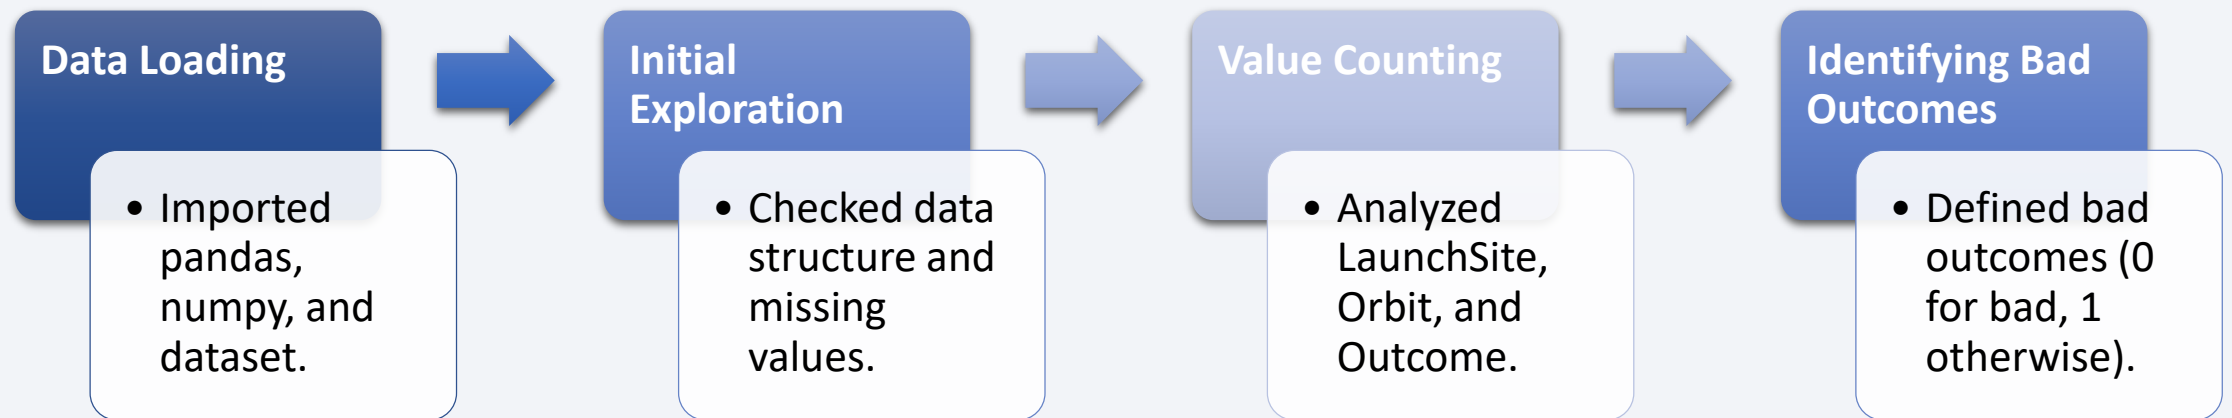 Data Loading
• Imported
pandas,
numpy, and
dataset.
Initial
Exploration
• Checked data
structure and
missing
values.
Value Counting
• Analyzed
LaunchSite,
Orbit, and
Outcome.
Identifying Bad
Outcomes
• Defined bad
outcomes (0
for bad, 1
otherwise).